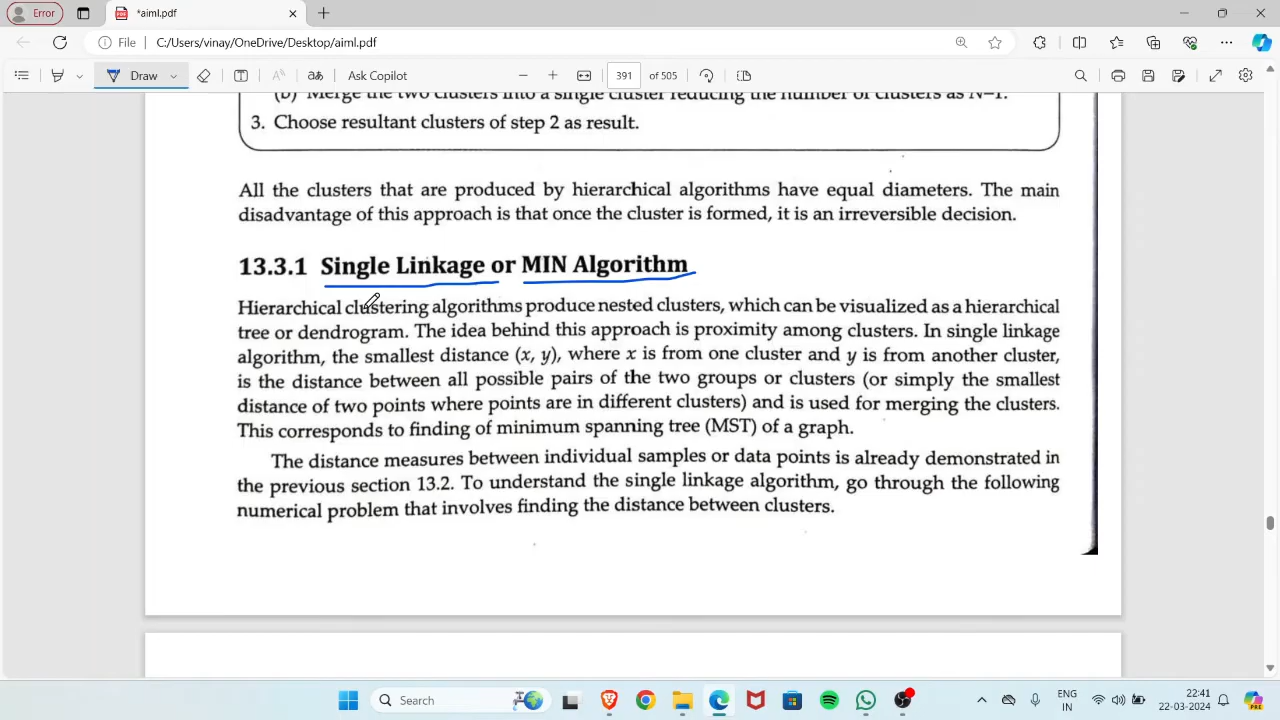 Error
*aiml.pdf
File
C:/Users/vinay/OneDrive/Desktop/aiml.pdf
Draw
Ask Copilot
391 of 505
(b) Merge the two clusters into a single cluster reducing the number of clusters as N–1.
3. Choose resultant clusters of step 2 as result.
All the clusters that are produced by hierarchical algorithms have equal diameters. The main
disadvantage of this approach is that once the cluster is formed, it is an irreversible decision.
13.3.1 Single Linkage or MIN Algorithm
Hierarchical clustering algorithms produce nested clusters, which can be visualized as a hierarchical
tree or dendrogram. The idea behind this approach is proximity among clusters. In single linkage
algorithm, the smallest distance (x, y), where x is from one cluster and y is from another cluster,
is the distance between all possible pairs of the two groups or clusters (or simply the smallest
distance of two points where points are in different clusters) and is used for merging the clusters.
This corresponds to finding of minimum spanning tree (MST) of a graph.
The distance measures between individual samples or data points is already demonstrated in
the previous section 13.2. To understand the single linkage algorithm, go through the following
numerical problem that involves finding the distance between clusters.
Search
ENG
IN
22:41
22-03-2024